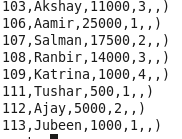 103,Akshay,11000,3,,)
106,Aamir,25000,1,,)
107,Salman,17500,2,,)
108,Ranbir,14000,3,,)
109,Katrina,1000,4,,)
111,Tushar,500,1,,)
112,Ajay,5000,2,,)
113,Jubeen,1000,1,,)